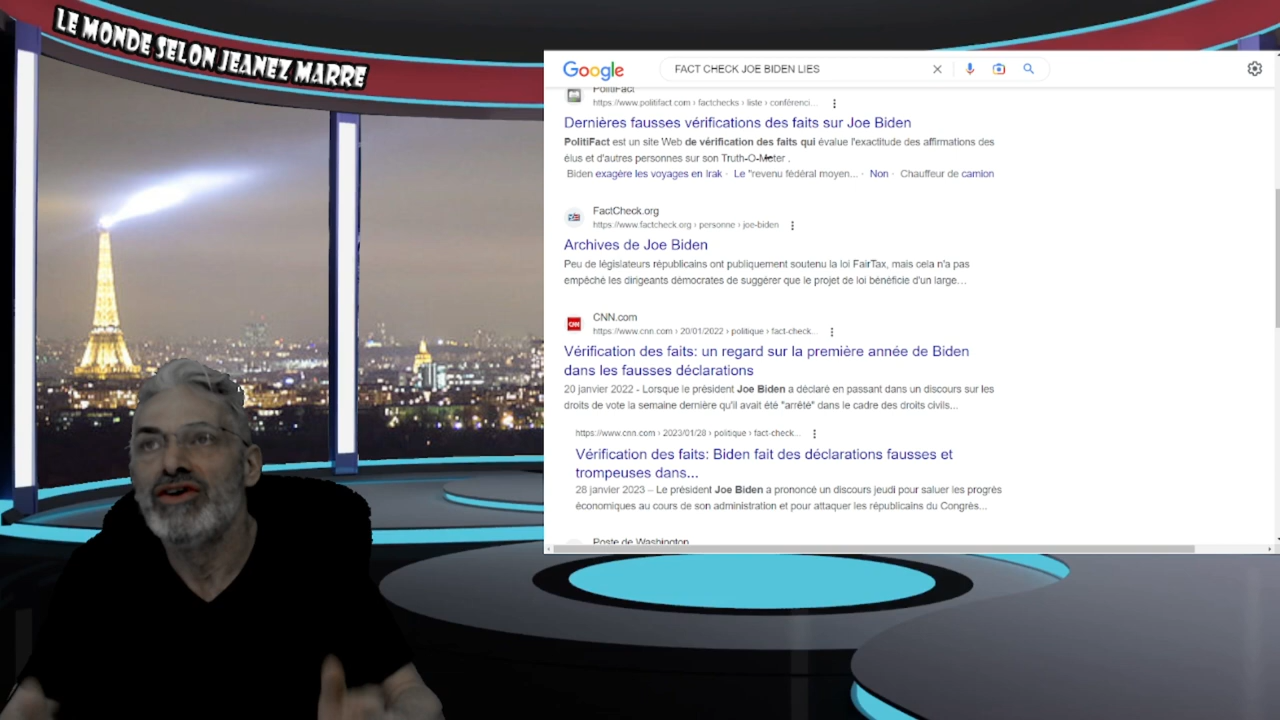 LE MONDE SELON JEANEZ MARRE
Google
FACT CHECK JOE BIDEN LIES
PolitiFact
https://www.politifact.com › factchecks › liste › conférenci...
Dernières fausses vérifications des faits sur Joe Biden
PolitiFact est un site Web de vérification des faits qui évalue l'exactitude des affirmations des
élus et d'autres personnes sur son Truth-O-Meter .
Biden exagère les voyages en Irak · Le "revenu fédéral moyen... · Non · Chauffeur de camion
FactCheck.org
https://www.factcheck.org › personne › joe-biden
Archives de Joe Biden
Peu de législateurs républicains ont publiquement soutenu la loi FairTax, mais cela n'a pas
empêché les dirigeants démocrates de suggérer que le projet de loi bénéficie d'un large...
CNN
CNN.com
https://www.cnn.com › 20/01/2022 › politique › fact-check...
Vérification des faits: un regard sur la première année de Biden
dans les fausses déclarations
20 janvier 2022 - Lorsque le président Joe Biden a déclaré en passant dans un discours sur les
droits de vote la semaine dernière qu'il avait été "arrêté" dans le cadre des droits civils...
https://www.cnn.com › 2023/01/28 › politique › fact-check...
Vérification des faits: Biden fait des déclarations fausses et
trompeuses dans...
28 janvier 2023 – Le président Joe Biden a prononcé un discours jeudi pour saluer les progrès
économiques au cours de son administration et pour attaquer les républicains du Congrès...
Poste de Washington